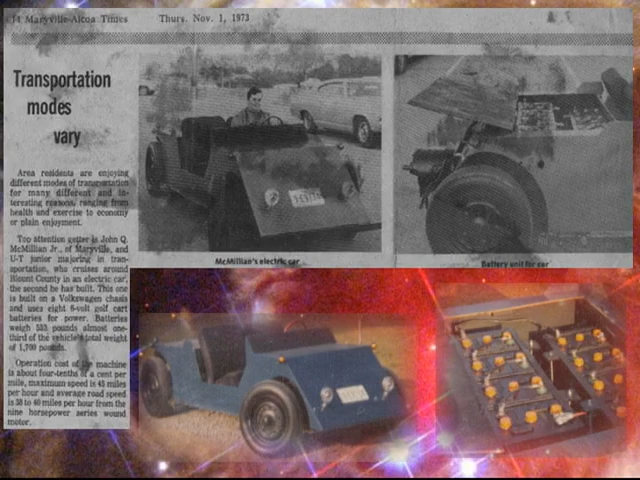 14 Maryville-Alcoa Times Thurs. Nov. 1, 1973
Transportation
modes
vary
Area residents are enjoying
different modes of transportation
for many different and in-
teresting reasons, ranging from
health and exercise to economy
or plain enjoyment.
Top attention getter is John Q.
McMillian Jr., of Maryville, and
U-T junior majoring in tran-
sportation, who cruises around
Blount County in an electric car,
the second he has built. This one
is built on a Volkswagen chasis
and uses eight 6-volt golf cart
batteries for power. Batteries
weigh 533 pounds almost one-
third of the vehicle's total weight
of 1,700 pounds.
Operation cost of the machine
is about four-tenths of a cent per
mile, maximum speed is 45 miles
per hour and average road speed
is 38 to 40 miles per hour from the
nine horsepower series wound
motor.
McMillian's electric car
Battery unit for car